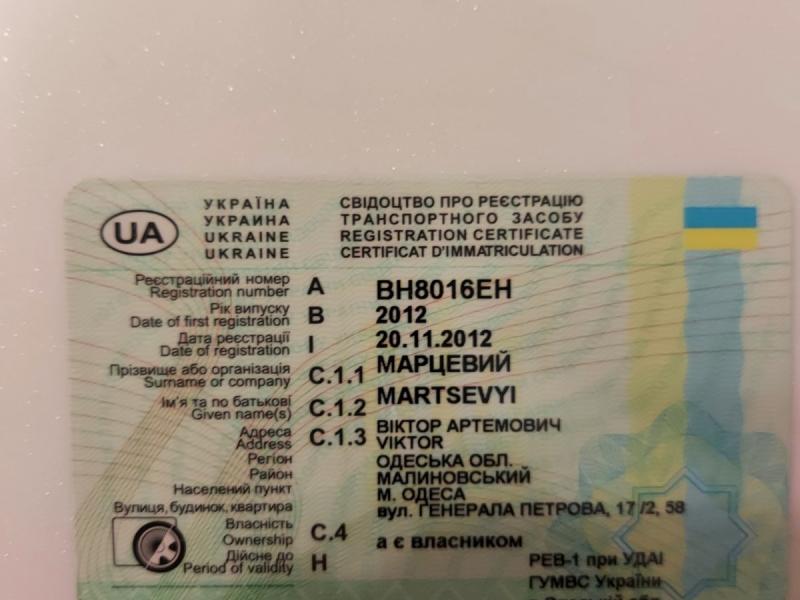 UA
УКРАЇНА
УКРАИНА
UKRAINE
UKRAINE
СВІДОЦТВО ПРО РЕЄСТРАЦІЮ
ТРАНСПОРТНОГО ЗАСОБУ
REGISTRATION CERTIFICATE
CERTIFICAT D'IMMATRICULATION
Реєстраційний номер
Registration number A BH8016EH
Рік випуску
Date of first registration B 2012
Дата реєстрації
Date of registration I 20.11.2012
Прізвище або організація
Surname or company C.1.1 МАРЦЕВИЙ
MARTSEVYI
Ім'я та по батькові
Given name(s) C.1.2 ВІКТОР АРТЕМОВИЧ
VIKTOR
Адреса
Address C.1.3
Регіон ОДЕСЬКА ОБЛ.
Район МАЛИНОВСЬКИЙ
Населений пункт М. ОДЕСА
Вулиця, будинок, квартира вул. ГЕНЕРАЛА ПЕТРОВА, 17/2, 58
Власність
Ownership C.4 а є власником
Дійсне до
Period of validity H
РЕВ-1 при УДАІ
ГУМВС України